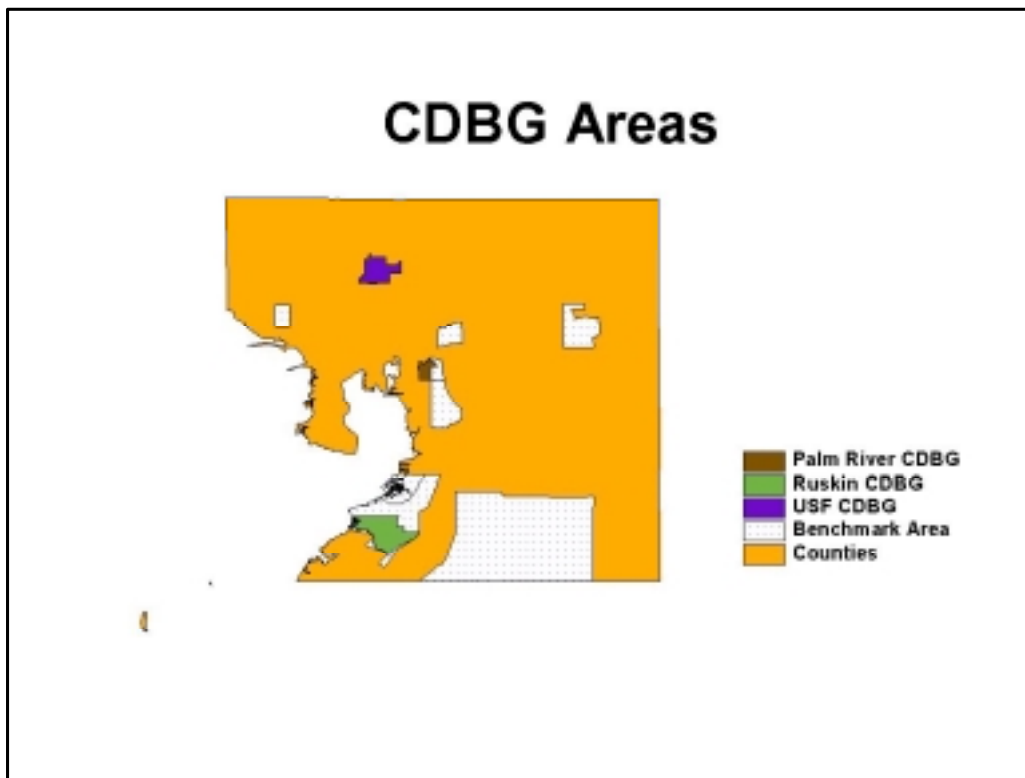 CDBG Areas
Palm River CDBG
Ruskin CDBG
USF CDBG
Benchmark Area
Counties